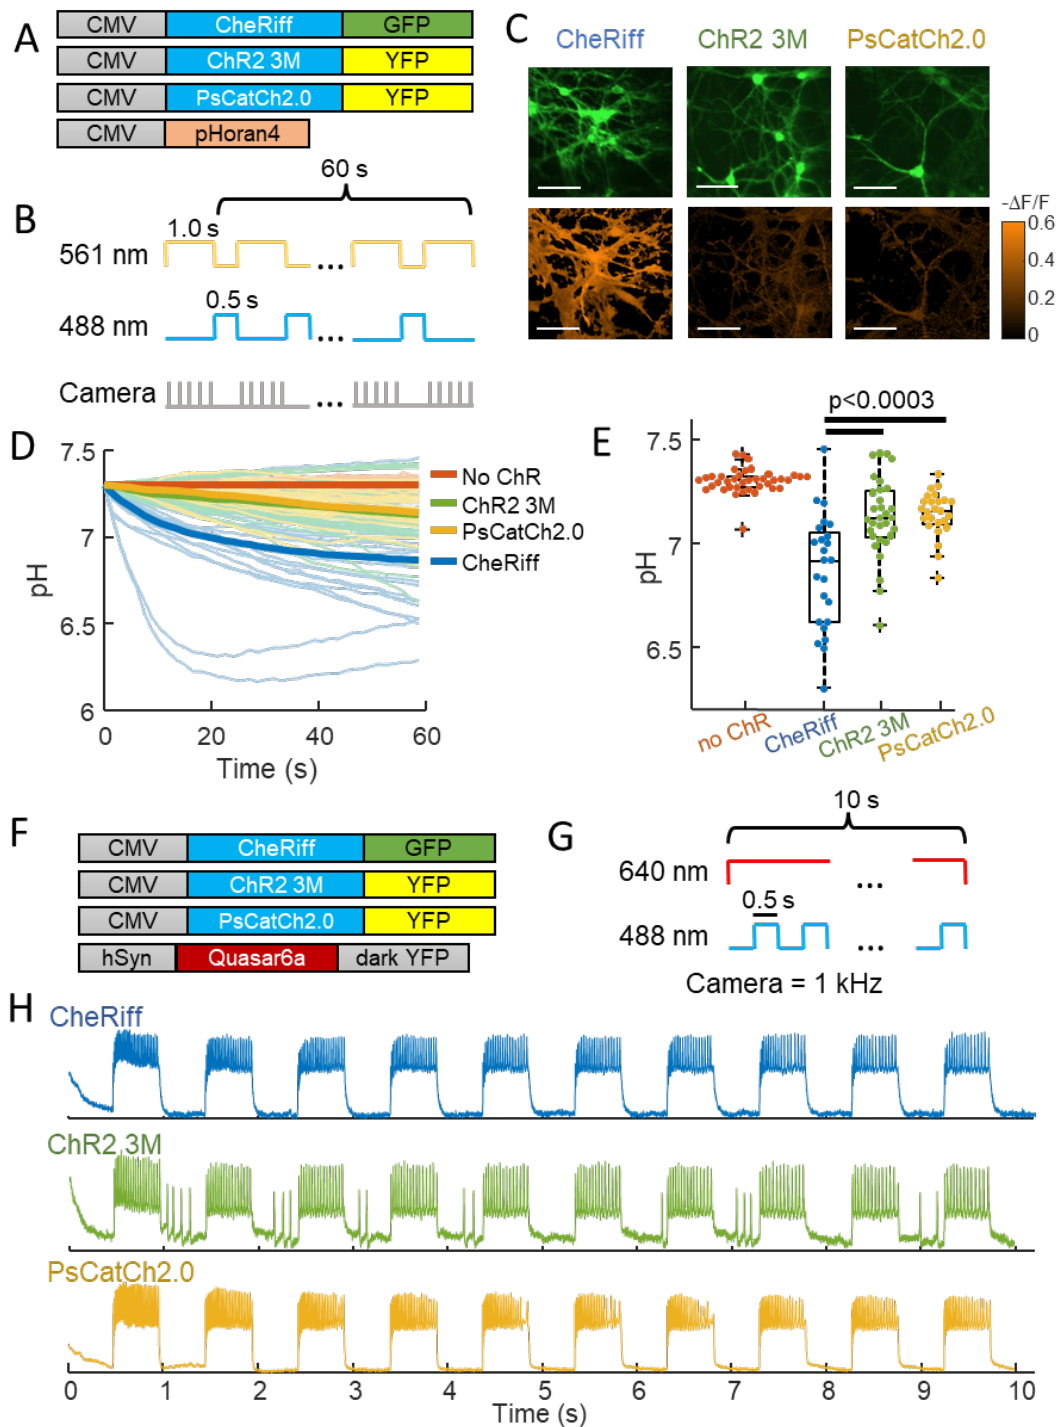 A
CMV CheRiff GFP
CMV ChR2 3M YFP
CMV PsCatCh2.0 YFP
CMV pHoran4
B
60 s
1.0 s
561 nm
0.5 s
488 nm
Camera
C
CheRiff ChR2 3M PsCatCh2.0
-ΔF/F
0.6
0.4
0.2
0
D
7.5
7
6.5
6
pH
No ChR
ChR2 3M
PsCatCh2.0
CheRiff
0 20 40 60
Time (s)
E
p<0.0003
7.5
7
6.5
pH
no ChR CheRiff ChR2 3M PsCatCh2.0
F
CMV CheRiff GFP
CMV ChR2 3M YFP
CMV PsCatCh2.0 YFP
hSyn Quasar6a dark YFP
G
10 s
640 nm
0.5 s
488 nm
Camera = 1 kHz
H
CheRiff
ChR2 3M
PsCatCh2.0
0 1 2 3 4 5 6 7 8 9 10
Time (s)